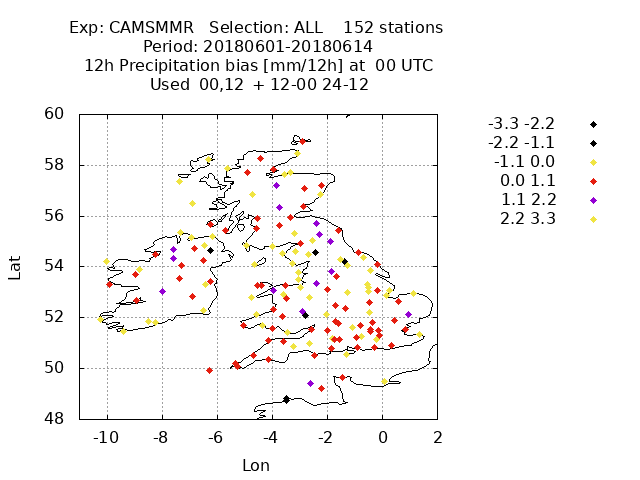 Exp: CAMSMMR   Selection: ALL    152 stations
Period: 20180601-20180614
12h Precipitation bias [mm/12h] at  00 UTC
Used  00,12  + 12-00 24-12
60
58
56
54
52
50
48
-10 -8 -6 -4 -2 0 2
Lat
Lon
-3.3 -2.2
-2.2 -1.1
-1.1 0.0
0.0 1.1
1.1 2.2
2.2 3.3